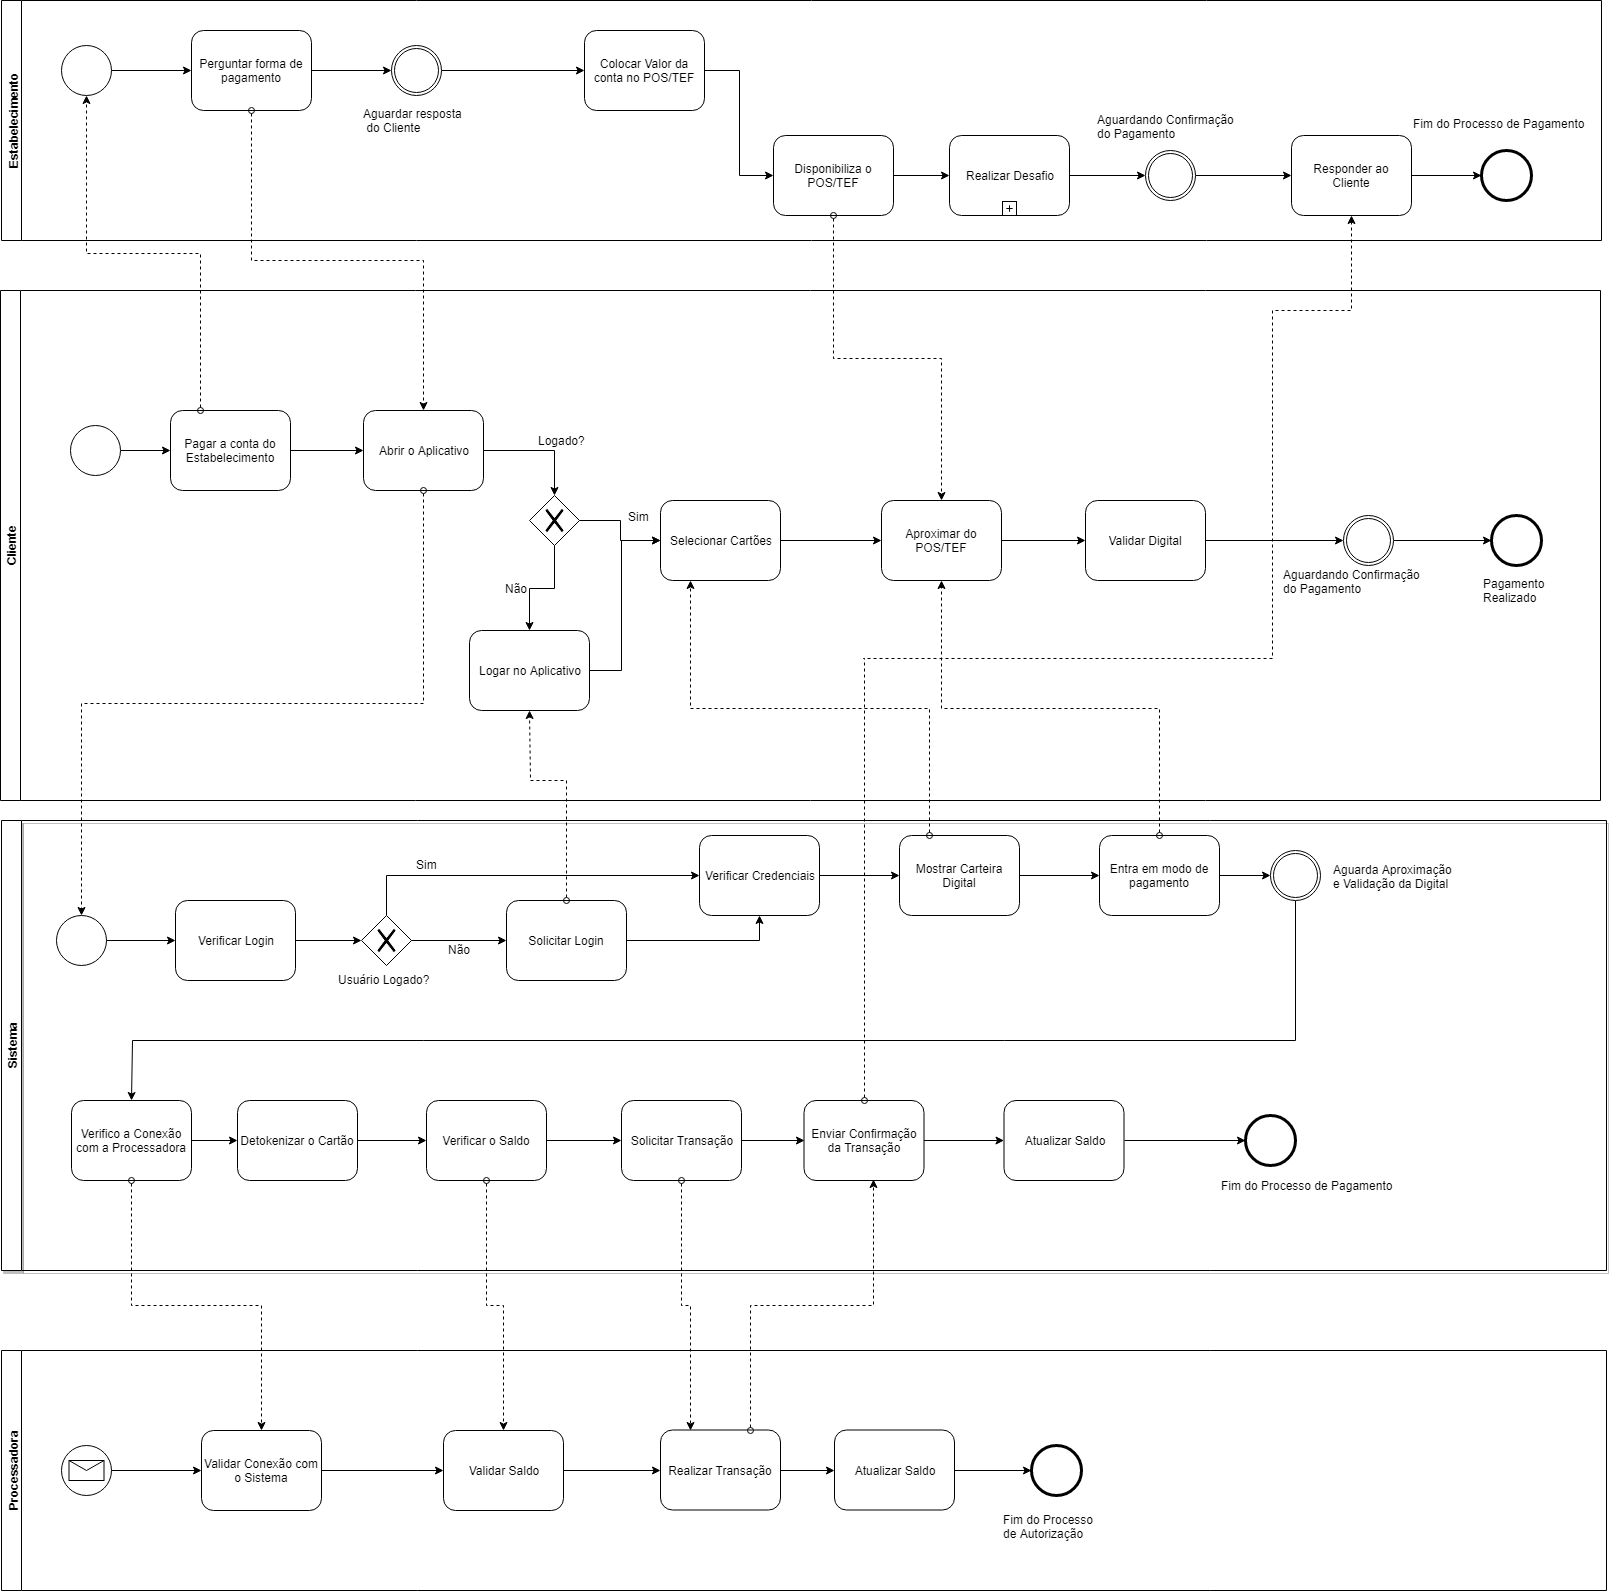 Estabelecimento
Perguntar forma de
pagamento
Aguardar resposta
do Cliente
Colocar Valor da
conta no POS/TEF
Disponibiliza o
POS/TEF
Realizar Desafio
Aguardando Confirmação
do Pagamento
Responder ao
Cliente
Fim do Processo de Pagamento
Cliente
Pagar a conta do
Estabelecimento
Abrir o Aplicativo
Logado?
Sim
Não
Logar no Aplicativo
Selecionar Cartões
Aproximar do
POS/TEF
Validar Digital
Aguardando Confirmação
do Pagamento
Pagamento
Realizado
Sistema
Verificar Login
Sim
Usuário Logado?
Não
Solicitar Login
Verificar Credenciais
Mostrar Carteira
Digital
Entra em modo de
pagamento
Aguarda Aproximação
e Validação da Digital
Verifico a Conexão
com a Processadora
Detokenizar o Cartão
Verificar o Saldo
Solicitar Transação
Enviar Confirmação
da Transação
Atualizar Saldo
Fim do Processo de Pagamento
Processadora
Validar Conexão com
o Sistema
Validar Saldo
Realizar Transação
Atualizar Saldo
Fim do Processo
de Autorização